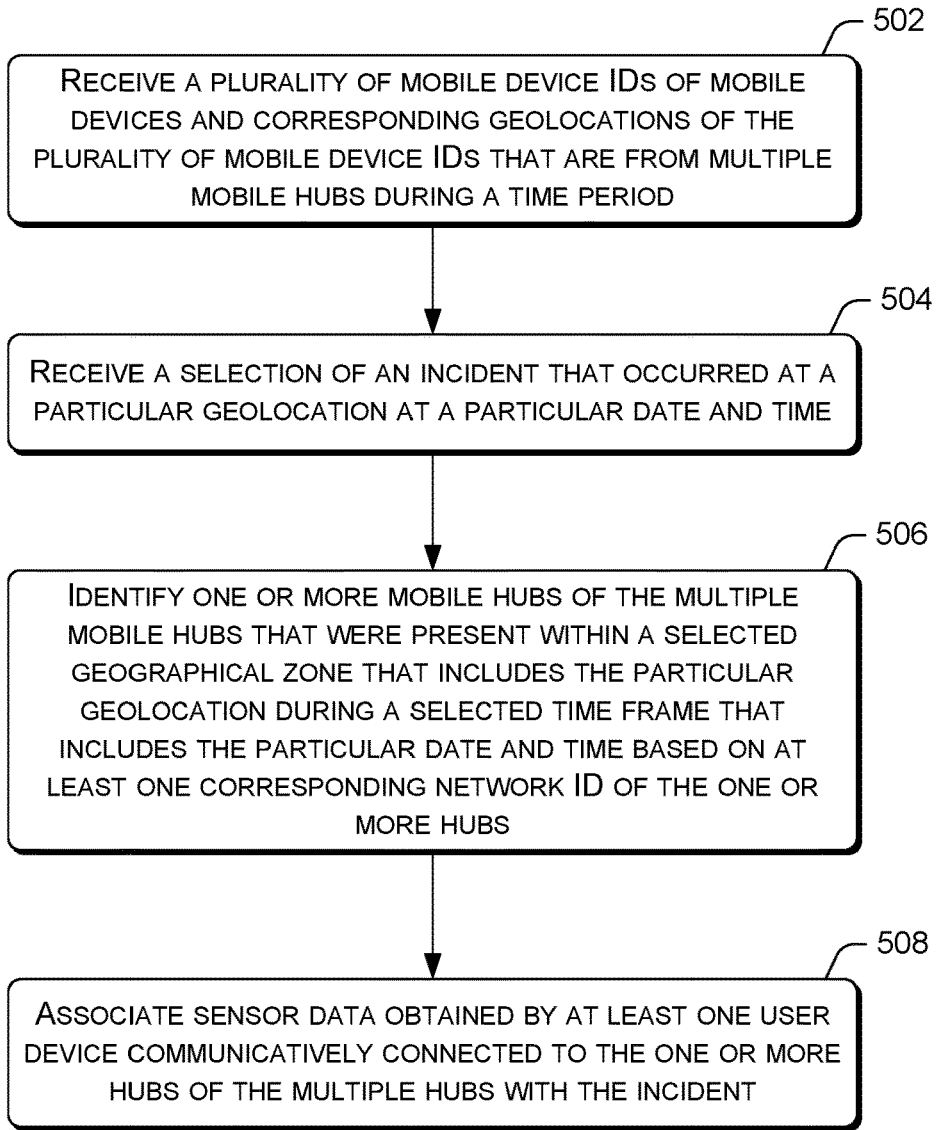 502
RECEIVE A PLURALITY OF MOBILE DEVICE IDS OF MOBILE
DEVICES AND CORRESPONDING GEOLOCATIONS OF THE
PLURALITY OF MOBILE DEVICE IDS THAT ARE FROM MULTIPLE
MOBILE HUBS DURING A TIME PERIOD
504
RECEIVE A SELECTION OF AN INCIDENT THAT OCCURRED AT A
PARTICULAR GEOLOCATION AT A PARTICULAR DATE AND TIME
506
IDENTIFY ONE OR MORE MOBILE HUBS OF THE MULTIPLE
MOBILE HUBS THAT WERE PRESENT WITHIN A SELECTED
GEOGRAPHICAL ZONE THAT INCLUDES THE PARTICULAR
GEOLOCATION DURING A SELECTED TIME FRAME THAT
INCLUDES THE PARTICULAR DATE AND TIME BASED ON AT
LEAST ONE CORRESPONDING NETWORK ID OF THE ONE OR
MORE HUBS
508
ASSOCIATE SENSOR DATA OBTAINED BY AT LEAST ONE USER
DEVICE COMMUNICATIVELY CONNECTED TO THE ONE OR MORE
HUBS OF THE MULTIPLE HUBS WITH THE INCIDENT